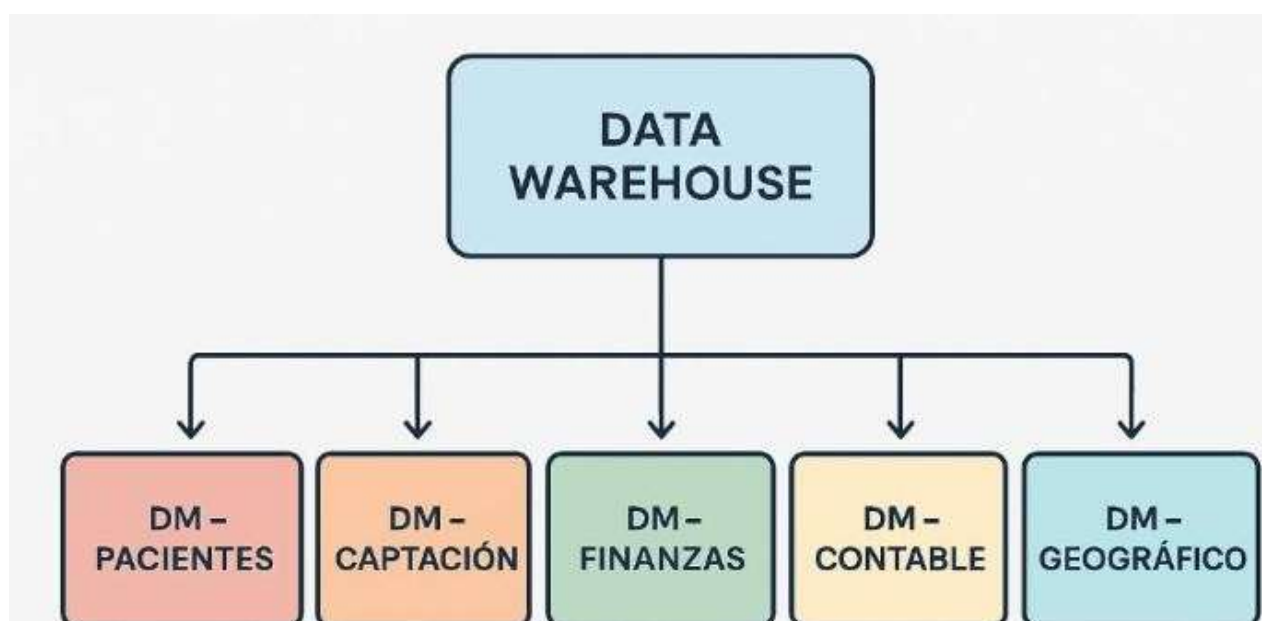 DATA
WAREHOUSE
DM –
PACIENTES
DM –
CAPTACIÓN
DM –
FINANZAS
DM –
CONTABLE
DM –
GEOGRÁFICO